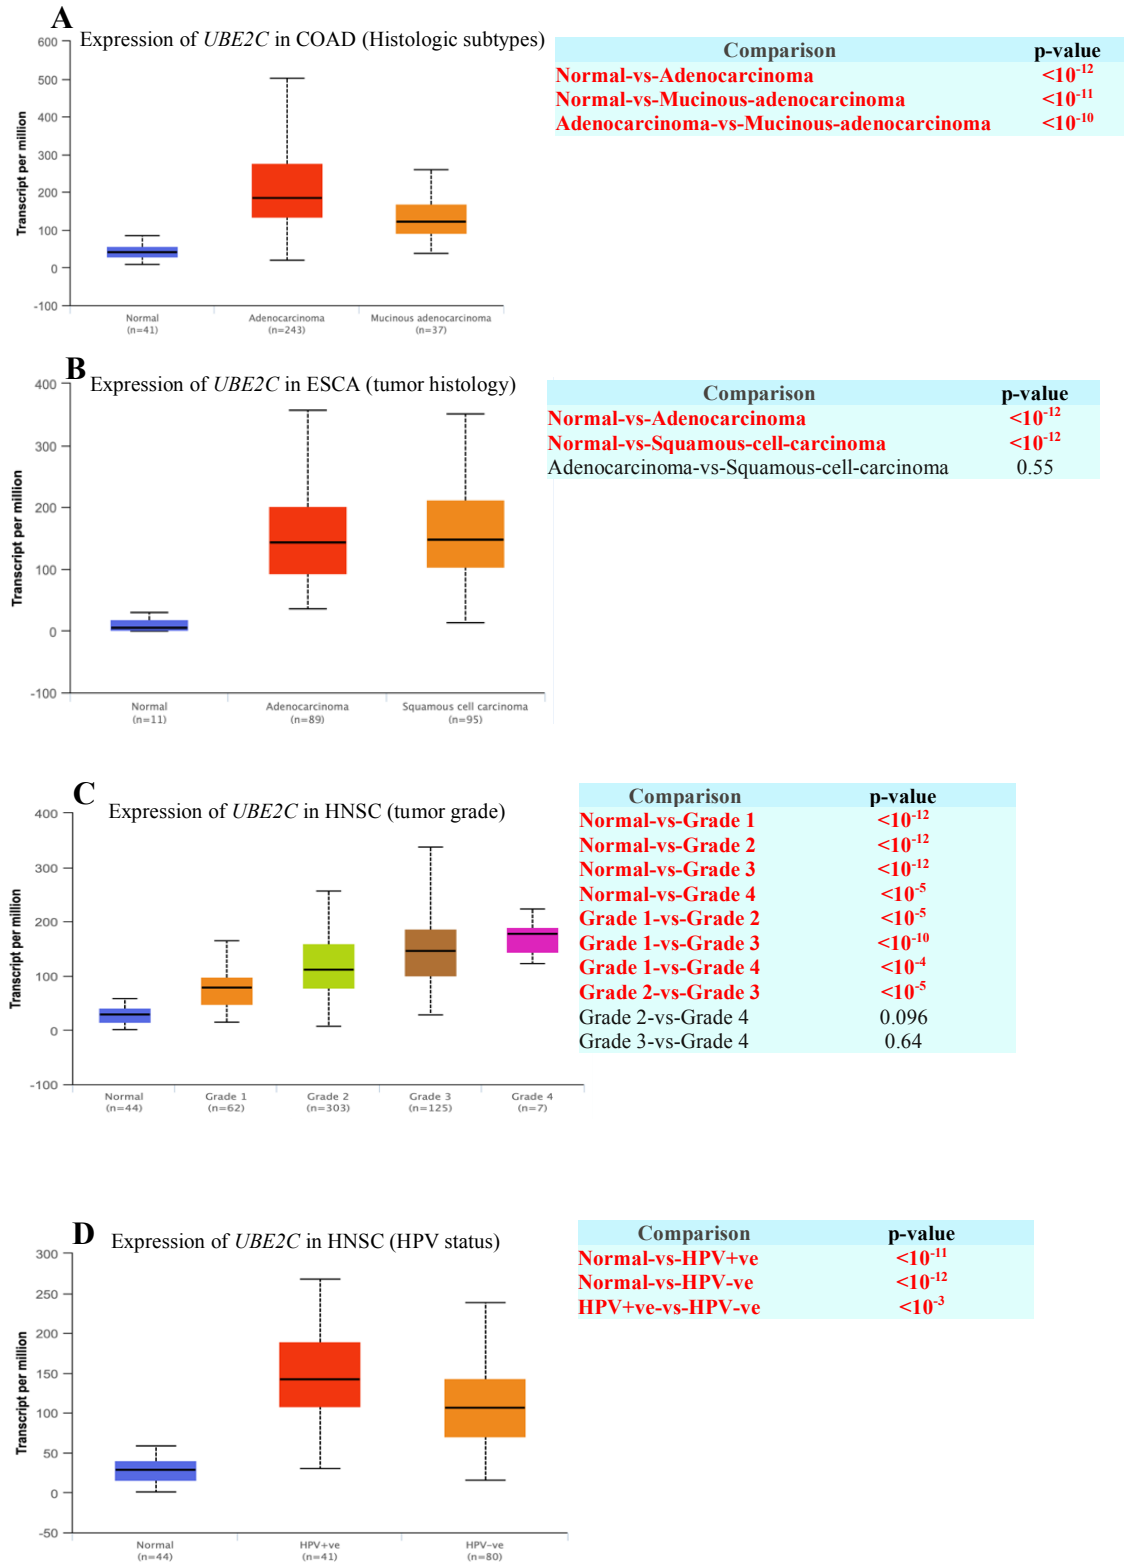 A
Expression of UBE2C in COAD (Histologic subtypes)
Transcript per million
600
500
400
300
200
100
0
-100
Normal
(n=41)
Adenocarcinoma
(n=243)
Mucinous adenocarcinoma
(n=37)
Comparison p-value
Normal-vs-Adenocarcinoma <10-12
Normal-vs-Mucinous-adenocarcinoma <10-11
Adenocarcinoma-vs-Mucinous-adenocarcinoma <10-10
B
Expression of UBE2C in ESCA (tumor histology)
Transcript per million
400
300
200
100
0
-100
Normal
(n=11)
Adenocarcinoma
(n=89)
Squamous cell carcinoma
(n=95)
Comparison p-value
Normal-vs-Adenocarcinoma <10-12
Normal-vs-Squamous-cell-carcinoma <10-12
Adenocarcinoma-vs-Squamous-cell-carcinoma 0.55
C
Expression of UBE2C in HNSC (tumor grade)
Transcript per million
400
300
200
100
0
-100
Normal
(n=44)
Grade 1
(n=62)
Grade 2
(n=303)
Grade 3
(n=125)
Grade 4
(n=7)
Comparison p-value
Normal-vs-Grade 1 <10-12
Normal-vs-Grade 2 <10-12
Normal-vs-Grade 3 <10-12
Normal-vs-Grade 4 <10-5
Grade 1-vs-Grade 2 <10-5
Grade 1-vs-Grade 3 <10-10
Grade 1-vs-Grade 4 <10-4
Grade 2-vs-Grade 3 <10-5
Grade 2-vs-Grade 4 0.096
Grade 3-vs-Grade 4 0.64
D
Expression of UBE2C in HNSC (HPV status)
Transcript per million
300
250
200
150
100
50
0
-50
Normal
(n=44)
HPV+ve
(n=41)
HPV-ve
(n=80)
Comparison p-value
Normal-vs-HPV+ve <10-11
Normal-vs-HPV-ve <10-12
HPV+ve-vs-HPV-ve <10-3